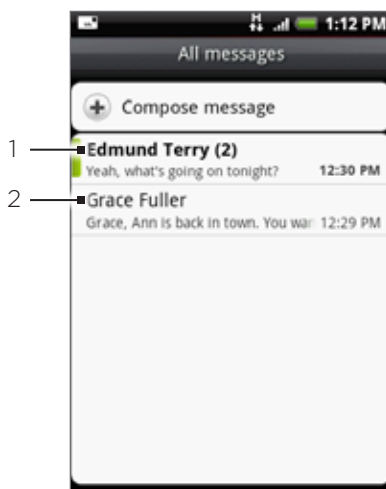 H 1:12 PM
All messages
Compose message
1 Edmund Terry (2)
Yeah, what's going on tonight? 12:30 PM
2 Grace Fuller
Grace, Ann is back in town. You wan 12:29 PM